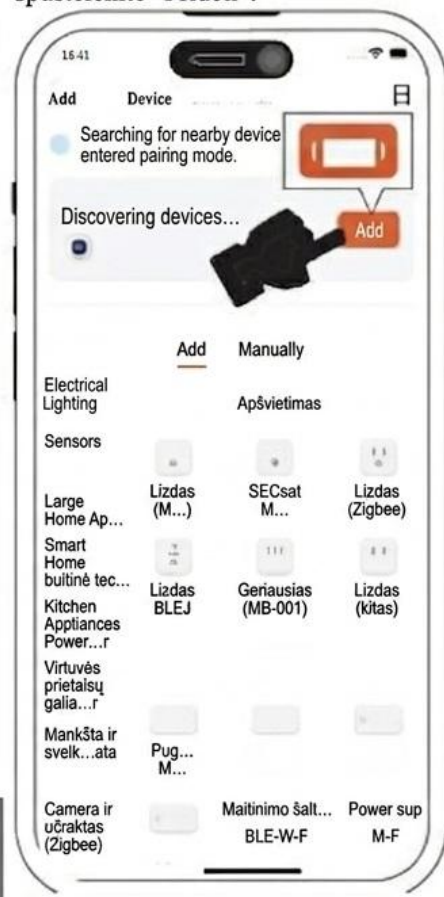 16:41
Add Device
Searching for nearby device
entered pairing mode.
Discovering devices…
Add
Add Manually
Electrical
Lighting
Apšvietimas
Sensors
Large
Home Ap...
Lizdas
(M...)
SECsat
M...
Lizdas
(Zigbee)
Smart
Home
buitinė tec...
Kitchen
Appliances
Power...r
Lizdas
BLEJ
Geriausias
(MB-001)
Lizdas
(kitas)
Virtuvės
prietaisų
galia...r
Mankšta ir
svelk...ata
Pug...
M...
Camera ir
učraktas
(2igbee)
Maitinimo šalt...
BLE-W-F
Power sup
M-F